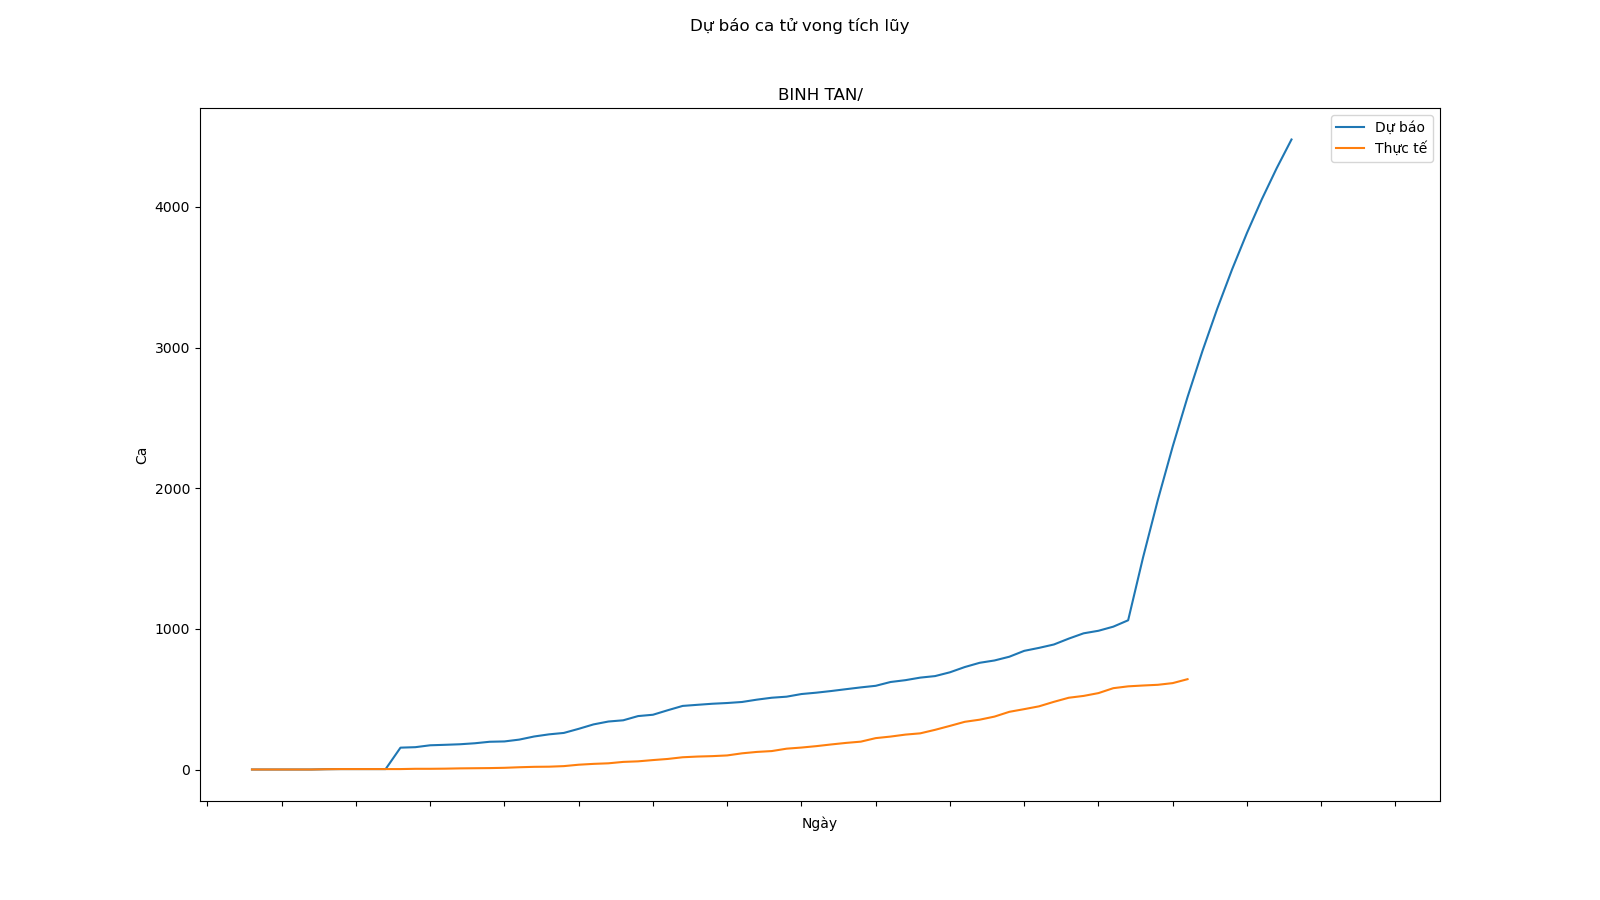 Dự báo ca tử vong tích lũy
BINH TAN/
Dự báo
Thực tế
4000
3000
2000
1000
0
Ca
Ngày